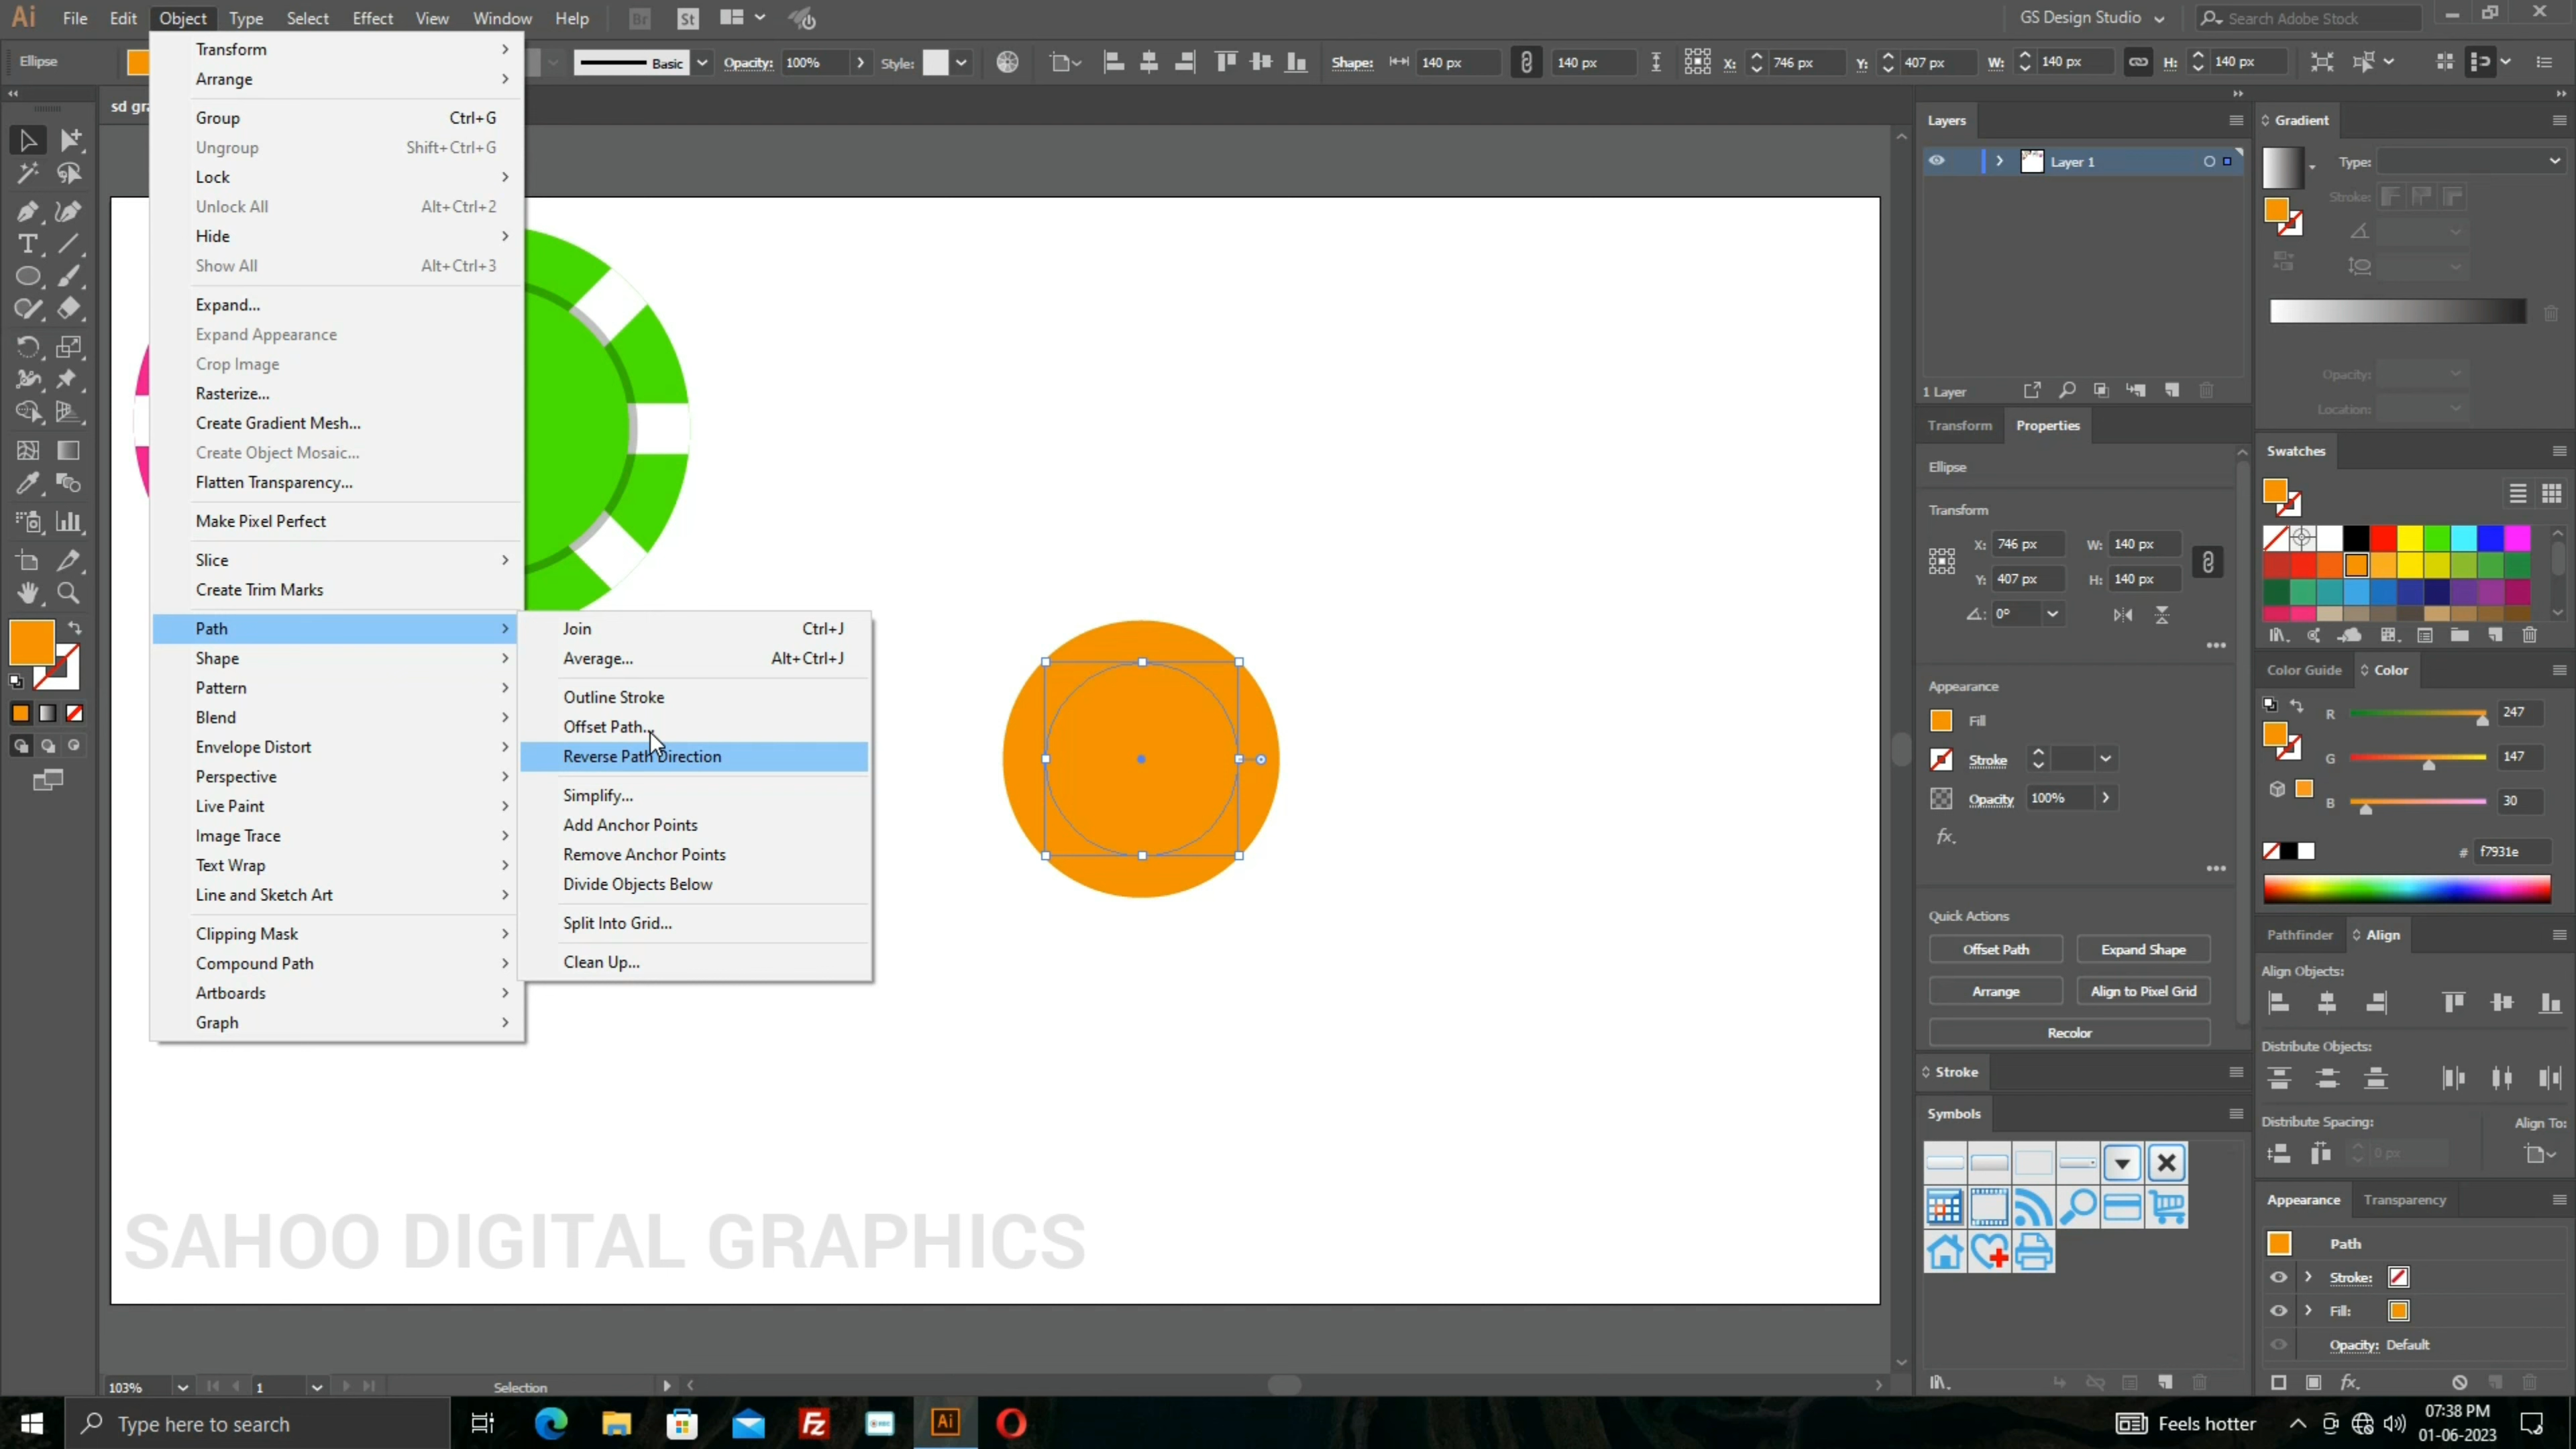 Ai File Edit Object Type Select Effect View Window Help Br St GS Design Studio Search Adobe Stock
Ellipse Basic Opacity: 100% Style: Shape: 140 px 140 px X: 746 px Y: 407 px W: 140 px H: 140 px
sd gra
Transform
Arrange
Group Ctrl+G
Ungroup Shift+Ctrl+G
Lock
Unlock All Alt+Ctrl+2
Hide
Show All Alt+Ctrl+3
Expand...
Expand Appearance
Crop Image
Rasterize...
Create Gradient Mesh...
Create Object Mosaic...
Flatten Transparency...
Make Pixel Perfect
Slice
Create Trim Marks
Path
Shape
Pattern
Blend
Envelope Distort
Perspective
Live Paint
Image Trace
Text Wrap
Line and Sketch Art
Clipping Mask
Compound Path
Artboards
Graph
Join Ctrl+J
Average... Alt+Ctrl+J
Outline Stroke
Offset Path...
Reverse Path Direction
Simplify...
Add Anchor Points
Remove Anchor Points
Divide Objects Below
Split Into Grid...
Clean Up...
SAHOO DIGITAL GRAPHICS
103% 1 Selection
Layers
Layer 1
1 Layer
Transform Properties
Ellipse
Transform
X: 746 px W: 140 px
Y: 407 px H: 140 px
0°
Appearance
Fill
Stroke
Opacity 100%
fx.
Quick Actions
Offset Path Expand Shape
Arrange Align to Pixel Grid
Recolor
Stroke
Symbols
Gradient
Type:
Stroke:
Opacity:
Location:
Swatches
Color Guide Color
R 247
G 147
B 30
# f7931e
Pathfinder Align
Align Objects:
Distribute Objects:
Distribute Spacing: Align To:
0 px
Appearance Transparency
Path
Stroke:
Fill:
Opacity: Default
fx.
Type here to search
Fz
Ai
Feels hotter
07:38 PM
01-06-2023